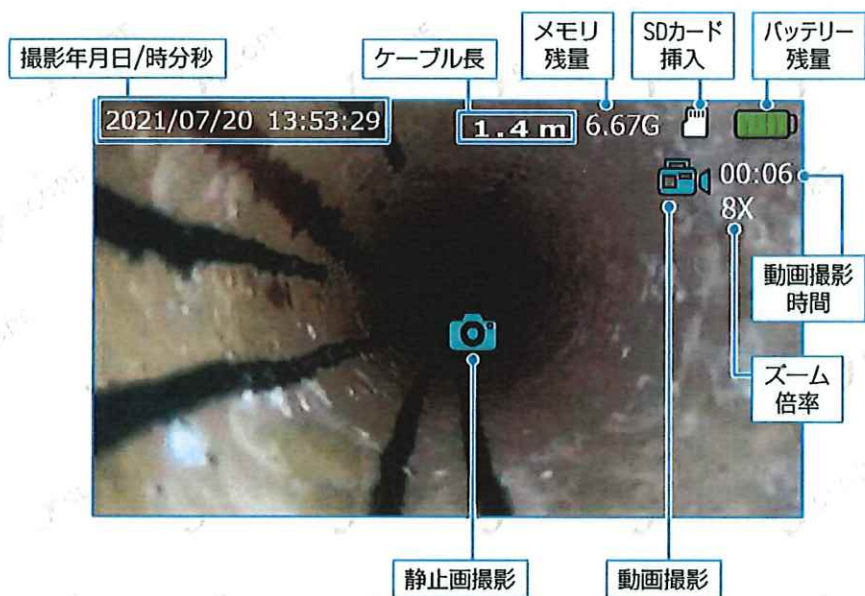 メモリ
残量
SDカード
挿入
バッテリー
残量
撮影年月日/時分秒
ケーブル長
2021/07/20 13:53:29
1.4 m
6.67G
00:06
8X
動画撮影
時間
ズーム
倍率
静止画撮影
動画撮影